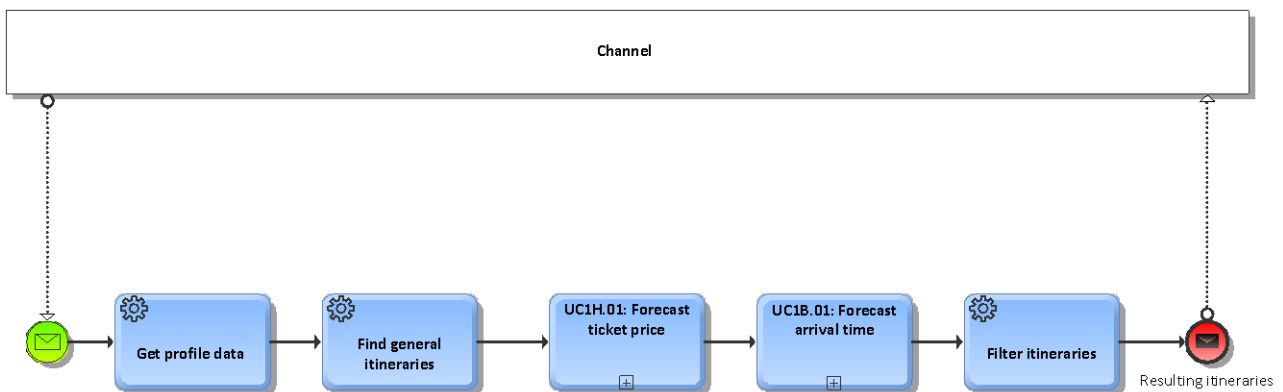 Channel
Get profile data
Find general
itineraries
UC1H.01: Forecast
ticket price
UC1B.01: Forecast
arrival time
Filter itineraries
Resulting itineraries